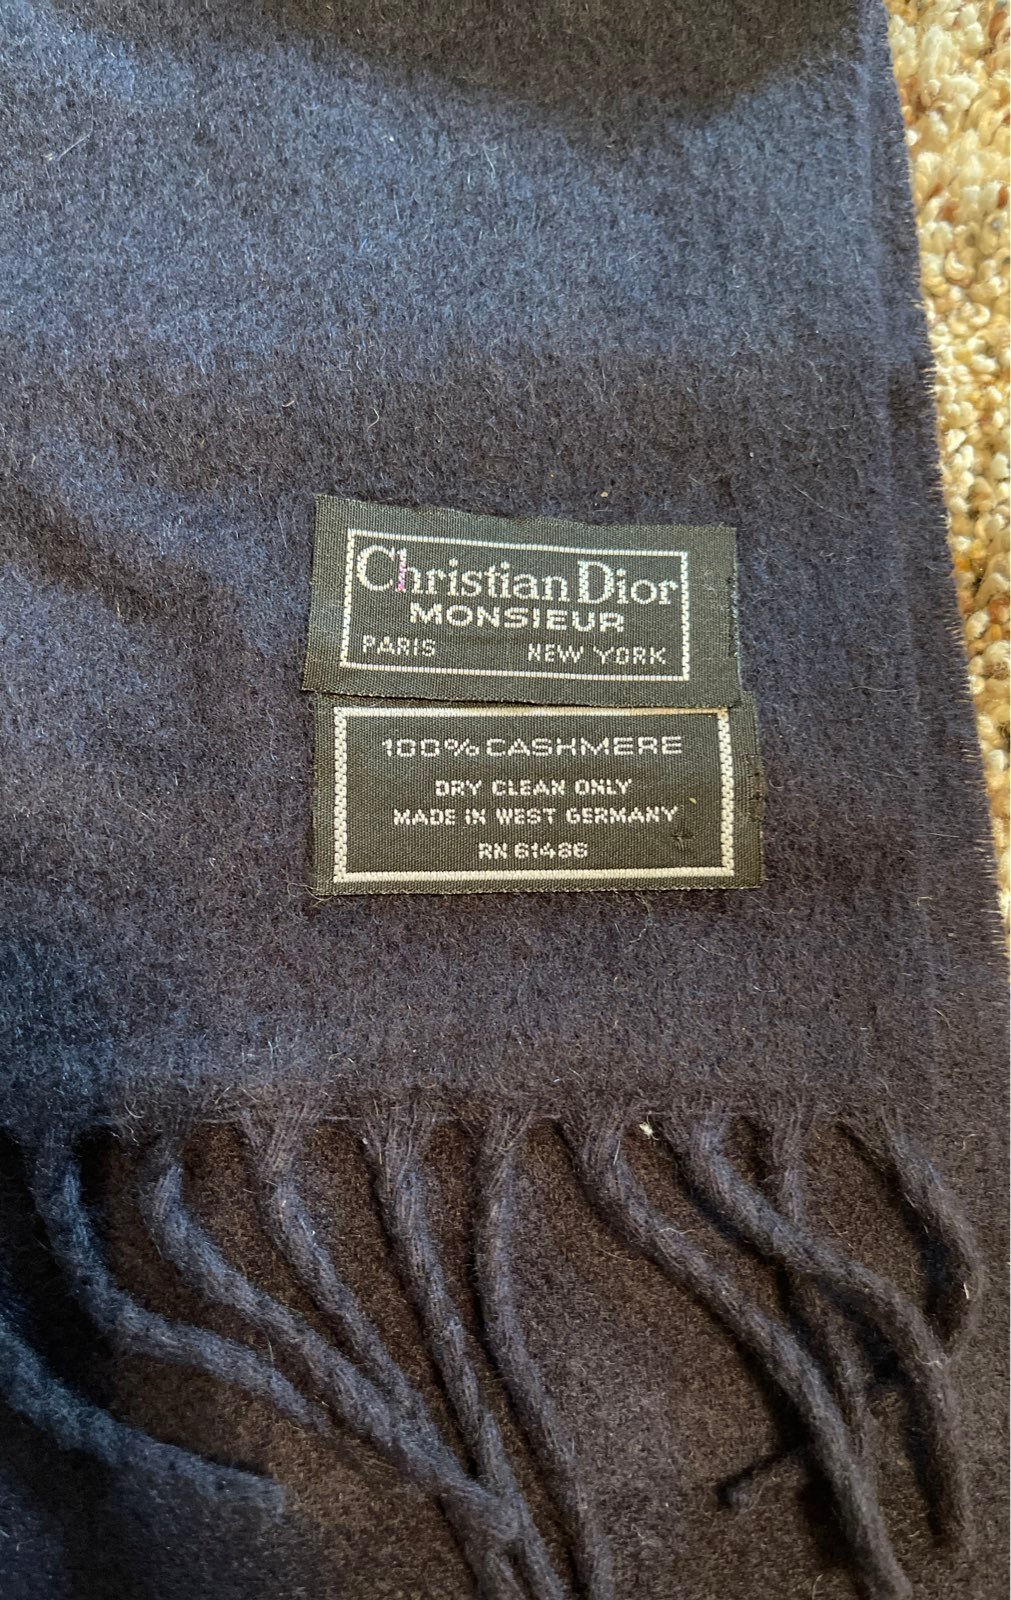 Christian Dior
MONSIEUR
PARIS NEW YORK
100% CASHMERE
DRY CLEAN ONLY
MADE IN WEST GERMANY
RN 61486